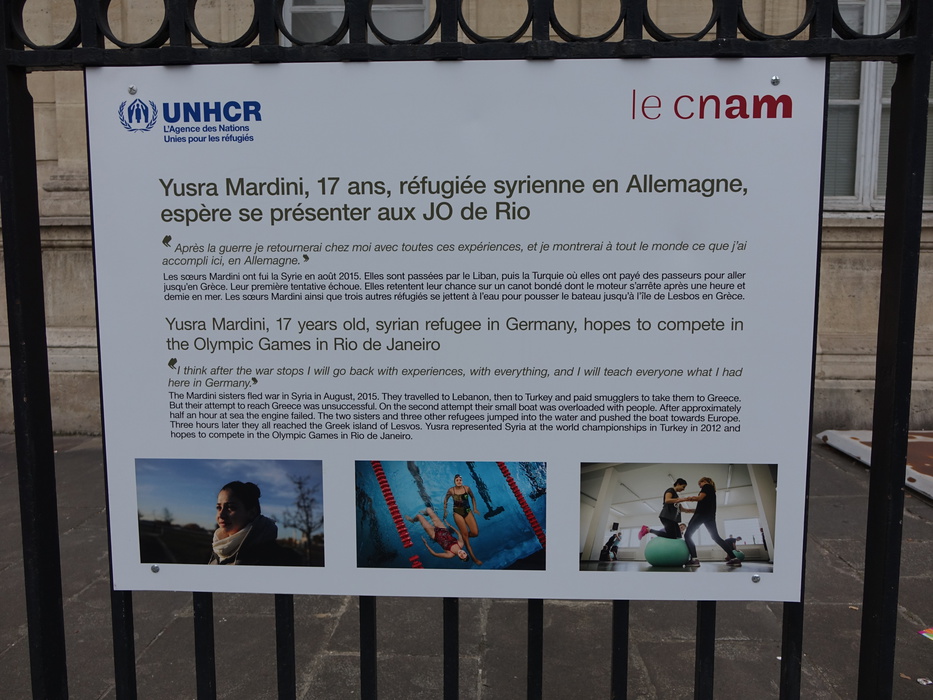 UNHCR
L'Agence des Nations
Unies pour les réfugiés
le cnam
Yusra Mardini, 17 ans, réfugiée syrienne en Allemagne,
espère se présenter aux JO de Rio
“ Après la guerre je retournerai chez moi avec toutes ces expériences, et je montrerai à tout le monde ce que j'ai
accompli ici, en Allemagne. ”
Les sœurs Mardini ont fui la Syrie en août 2015. Elles sont passées par le Liban, puis la Turquie où elles ont payé des passeurs pour aller
jusqu'en Grèce. Leur première tentative échoue. Elles retentent leur chance sur un canot bondé dont le moteur s'arrête après une heure et
demie en mer. Les sœurs Mardini ainsi que trois autres réfugiés se jettent à l'eau pour pousser le bateau jusqu'à l'île de Lesbos en Grèce.
Yusra Mardini, 17 years old, syrian refugee in Germany, hopes to compete in
the Olympic Games in Rio de Janeiro
“I think after the war stops I will go back with experiences, with everything, and I will teach everyone what I had
here in Germany.”
The Mardini sisters fled war in Syria in August, 2015. They travelled to Lebanon, then to Turkey and paid smugglers to take them to Greece.
But their attempt to reach Greece was unsuccessful. On the second attempt their small boat was overloaded with people. After approximately
half an hour at sea the engine failed. The two sisters and three other refugees jumped into the water and pushed the boat towards Europe.
Three hours later they all reached the Greek island of Lesvos. Yusra represented Syria at the world championships in Turkey in 2012 and
hopes to compete in the Olympic Games in Rio de Janeiro.